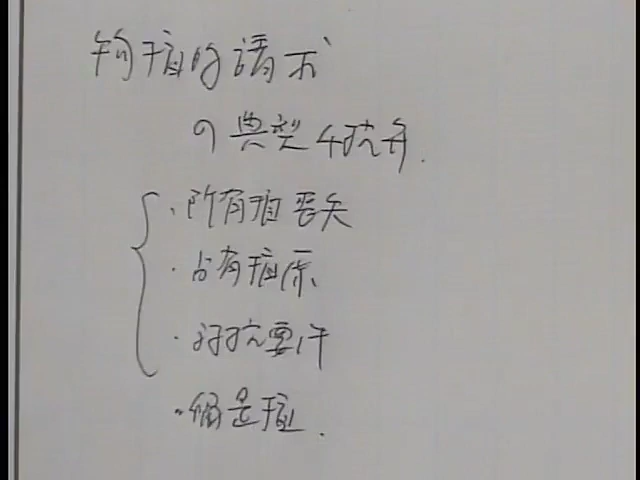 物権的請求
の典型的抗弁.
・所有権喪失
・占有権原
・対抗要件
・留置権.